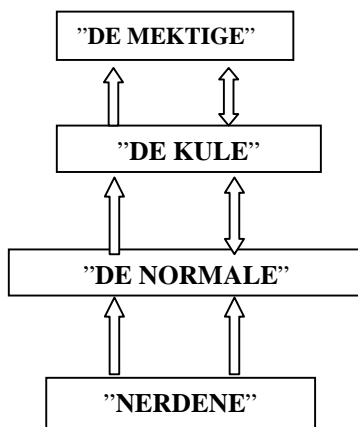 ”DE MEKTIGE”
”DE KULE”
”DE NORMALE”
”NERDENE”